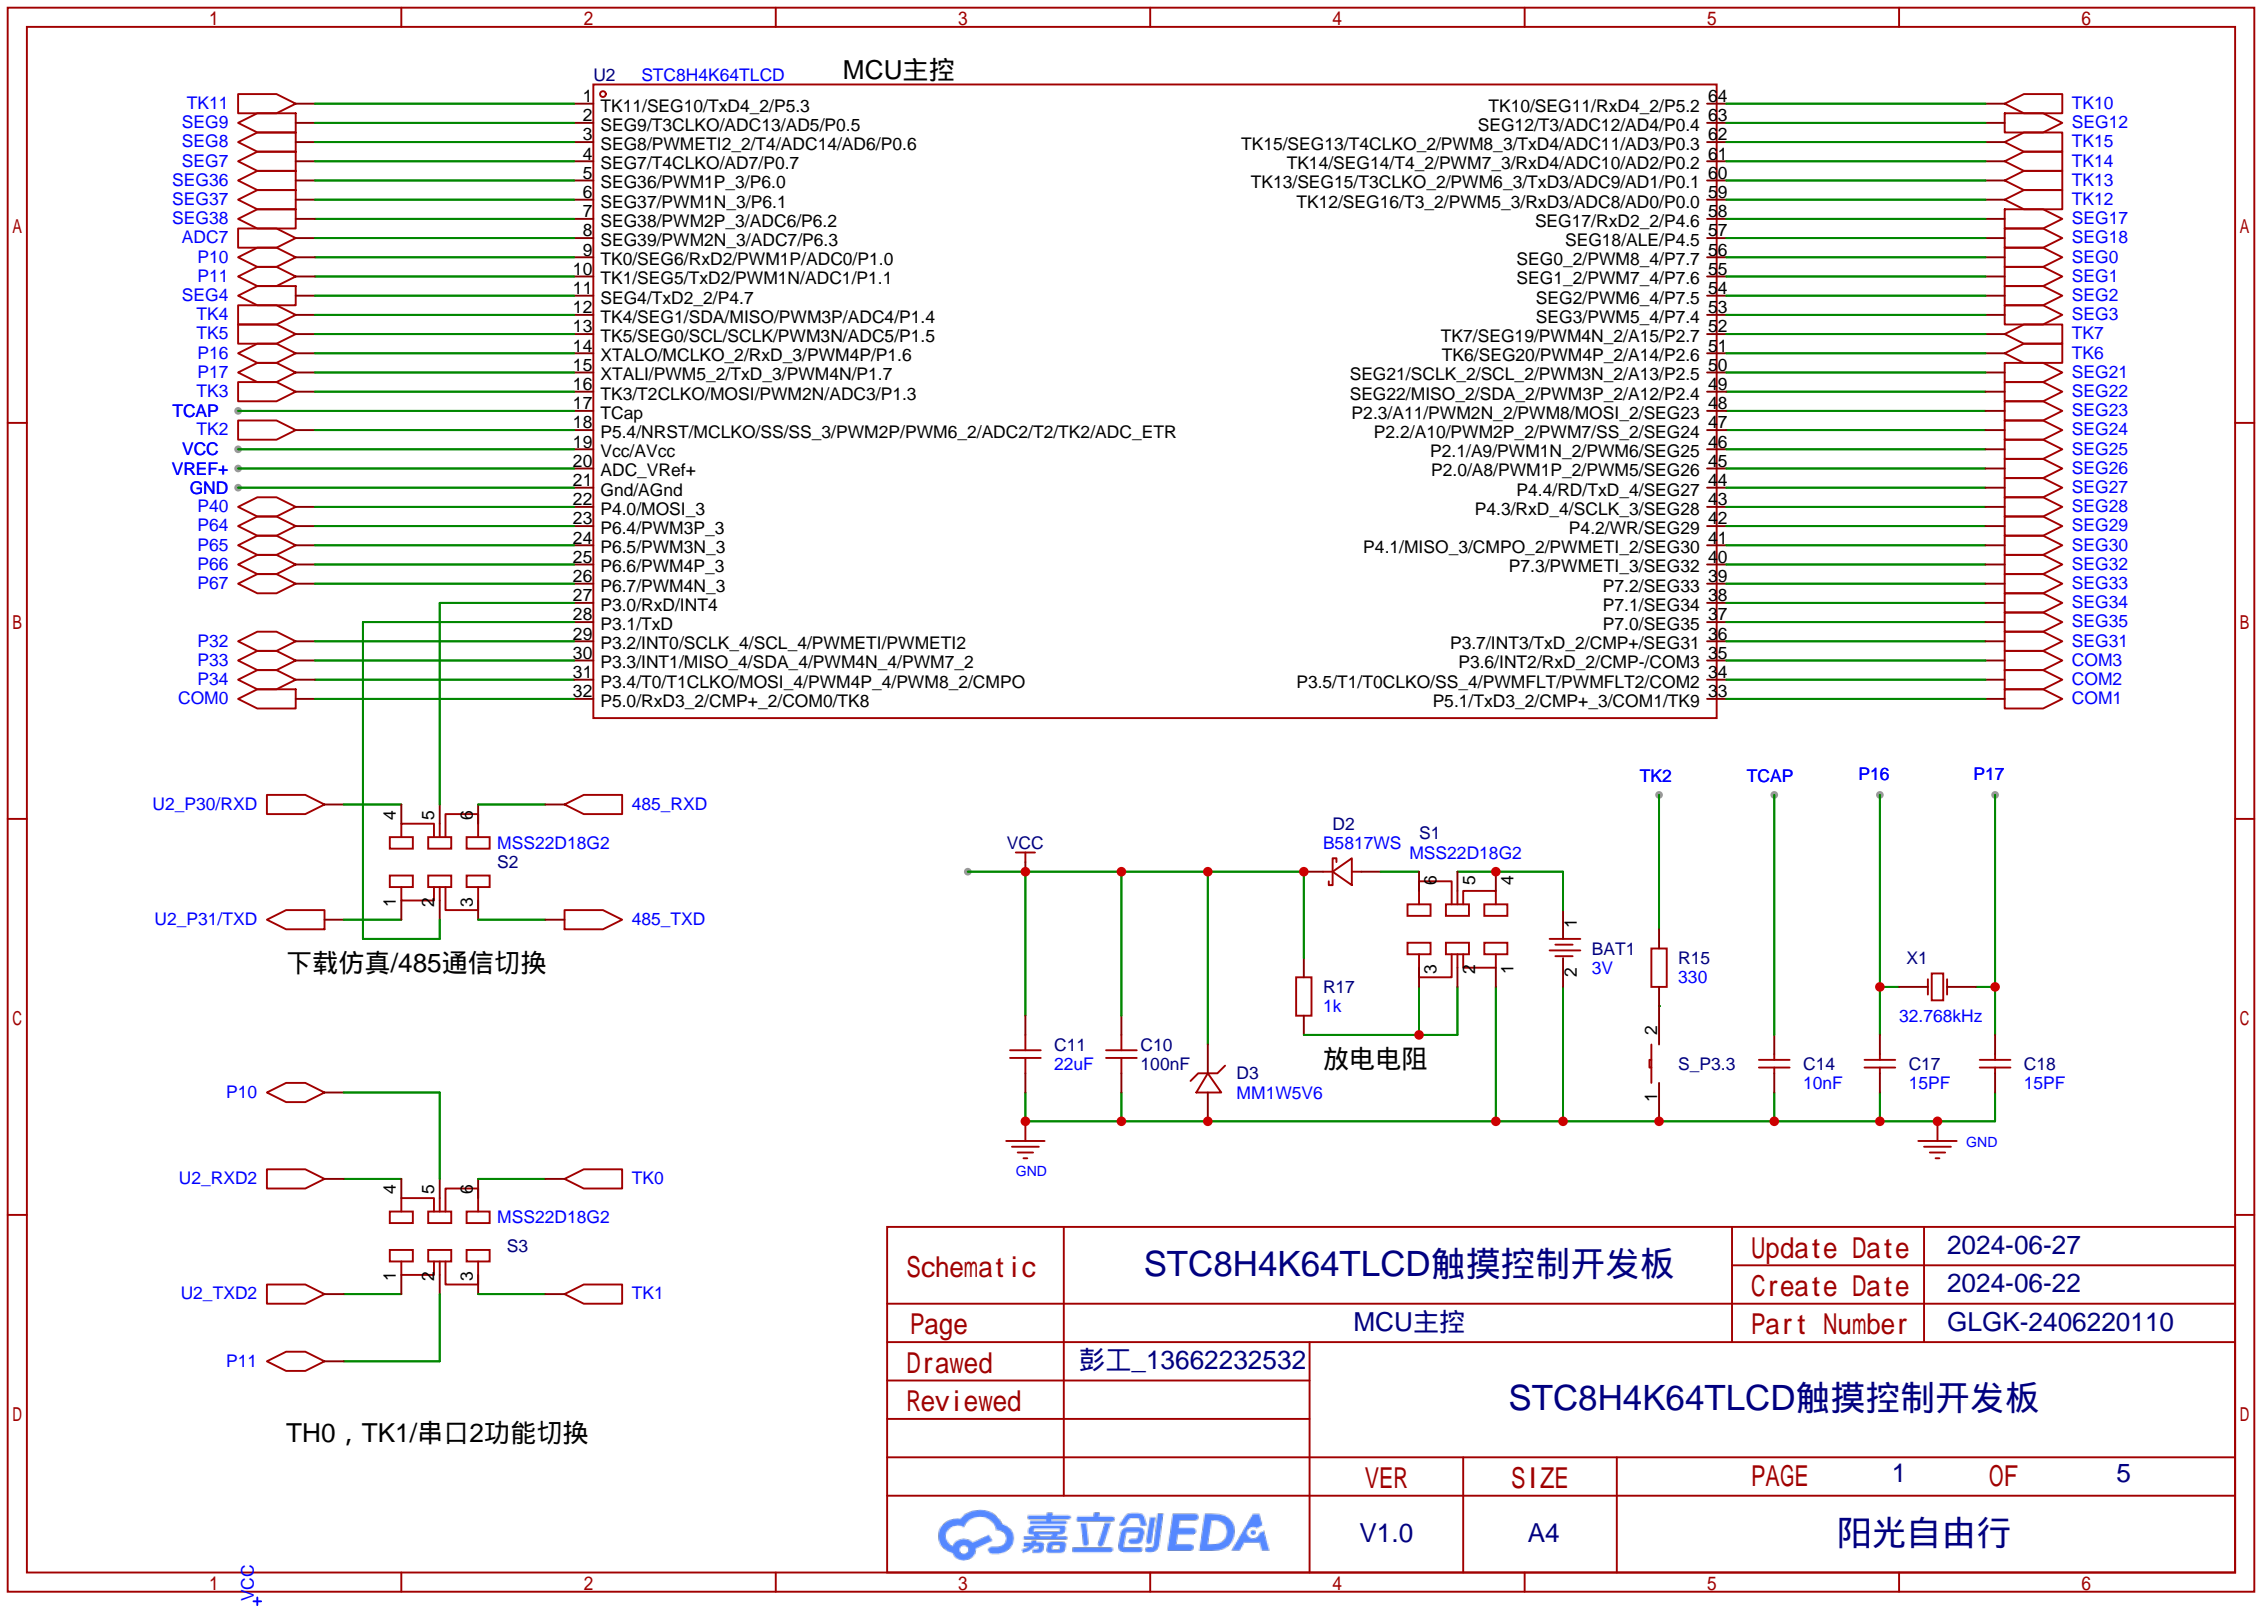 1 2 3 4 5 6
A
B
C
D
A
B
C
D
MCU主控
U2 STC8H4K64TLCD
TK11 1 TK11/SEG10/TxD4_2/P5.3
SEG9 2 SEG9/T3CLKO/ADC13/AD5/P0.5
SEG8 3 SEG8/PWMETI2_2/T4/ADC14/AD6/P0.6
SEG7 4 SEG7/T4CLKO/AD7/P0.7
SEG36 5 SEG36/PWM1P_3/P6.0
SEG37 6 SEG37/PWM1N_3/P6.1
SEG38 7 SEG38/PWM2P_3/ADC6/P6.2
ADC7 8 SEG39/PWM2N_3/ADC7/P6.3
P10 9 TK0/SEG6/RxD2/PWM1P/ADC0/P1.0
P11 10 TK1/SEG5/TxD2/PWM1N/ADC1/P1.1
SEG4 11 SEG4/TxD2_2/P4.7
TK4 12 TK4/SEG1/SDA/MISO/PWM3P/ADC4/P1.4
TK5 13 TK5/SEG0/SCL/SCLK/PWM3N/ADC5/P1.5
P16 14 XTALO/MCLKO_2/RxD_3/PWM4P/P1.6
P17 15 XTALI/PWM5_2/TxD_3/PWM4N/P1.7
TK3 16 TK3/T2CLKO/MOSI/PWM2N/ADC3/P1.3
TCAP 17 TCap
TK2 18 P5.4/NRST/MCLKO/SS/SS_3/PWM2P/PWM6_2/ADC2/T2/TK2/ADC_ETR
VCC 19 Vcc/AVcc
VREF+ 20 ADC_VRef+
GND 21 Gnd/AGnd
P40 22 P4.0/MOSI_3
P64 23 P6.4/PWM3P_3
P65 24 P6.5/PWM3N_3
P66 25 P6.6/PWM4P_3
P67 26 P6.7/PWM4N_3
27 P3.0/RxD/INT4
28 P3.1/TxD
P32 29 P3.2/INT0/SCLK_4/SCL_4/PWMETI/PWMETI2
P33 30 P3.3/INT1/MISO_4/SDA_4/PWM4N_4/PWM7_2
P34 31 P3.4/T0/T1CLKO/MOSI_4/PWM4P_4/PWM8_2/CMPO
COM0 32 P5.0/RxD3_2/CMP+_2/COM0/TK8
TK10/SEG11/RxD4_2/P5.2 64 TK10
SEG12/T3/ADC12/AD4/P0.4 63 SEG12
TK15/SEG13/T4CLKO_2/PWM8_3/TxD4/ADC11/AD3/P0.3 62 TK15
TK14/SEG14/T4_2/PWM7_3/RxD4/ADC10/AD2/P0.2 61 TK14
TK13/SEG15/T3CLKO_2/PWM6_3/TxD3/ADC9/AD1/P0.1 60 TK13
TK12/SEG16/T3_2/PWM5_3/RxD3/ADC8/AD0/P0.0 59 TK12
SEG17/RxD2_2/P4.6 58 SEG17
SEG18/ALE/P4.5 57 SEG18
SEG0_2/PWM8_4/P7.7 56 SEG0
SEG1_2/PWM7_4/P7.6 55 SEG1
SEG2/PWM6_4/P7.5 54 SEG2
SEG3/PWM5_4/P7.4 53 SEG3
TK7/SEG19/PWM4N_2/A15/P2.7 52 TK7
TK6/SEG20/PWM4P_2/A14/P2.6 51 TK6
SEG21/SCLK_2/SCL_2/PWM3N_2/A13/P2.5 50 SEG21
SEG22/MISO_2/SDA_2/PWM3P_2/A12/P2.4 49 SEG22
P2.3/A11/PWM2N_2/PWM8/MOSI_2/SEG23 48 SEG23
P2.2/A10/PWM2P_2/PWM7/SS_2/SEG24 47 SEG24
P2.1/A9/PWM1N_2/PWM6/SEG25 46 SEG25
P2.0/A8/PWM1P_2/PWM5/SEG26 45 SEG26
P4.4/RD/TxD_4/SEG27 44 SEG27
P4.3/RxD_4/SCLK_3/SEG28 43 SEG28
P4.2/WR/SEG29 42 SEG29
P4.1/MISO_3/CMPO_2/PWMETI_2/SEG30 41 SEG30
P7.3/PWMETI_3/SEG32 40 SEG32
P7.2/SEG33 39 SEG33
P7.1/SEG34 38 SEG34
P7.0/SEG35 37 SEG35
P3.7/INT3/TxD_2/CMP+/SEG31 36 SEG31
P3.6/INT2/RxD_2/CMP-/COM3 35 COM3
P3.5/T1/T0CLKO/SS_4/PWMFLT/PWMFLT2/COM2 34 COM2
P5.1/TxD3_2/CMP+_3/COM1/TK9 33 COM1
U2_P30/RXD 4 5 6 485_RXD
MSS22D18G2
S2
U2_P31/TXD 1 2 3 485_TXD
下载仿真/485通信切换
P10
U2_RXD2 4 5 6 TK0
MSS22D18G2
S3
U2_TXD2 1 2 3 TK1
P11
TH0，TK1/串口2功能切换
VCC
D2
B5817WS
S1
MSS22D18G2
6 5 4
3 2 1
R17
1k
放电电阻
C11
22uF
C10
100nF
D3
MM1W5V6
1
BAT1
3V
2
GND
TK2 TCAP P16 P17
R15
330
2
S_P3.3
1
C14
10nF
X1
32.768kHz
C17
15PF
C18
15PF
GND
Schematic STC8H4K64TLCD触摸控制开发板
Update Date 2024-06-27
Create Date 2024-06-22
Page MCU主控 Part Number GLGK-2406220110
Drawed 彭工_13662232532
Reviewed
STC8H4K64TLCD触摸控制开发板
VER SIZE PAGE 1 OF 5
嘉立创EDA V1.0 A4 阳光自由行
1 2 3 4 5 6
+VCC